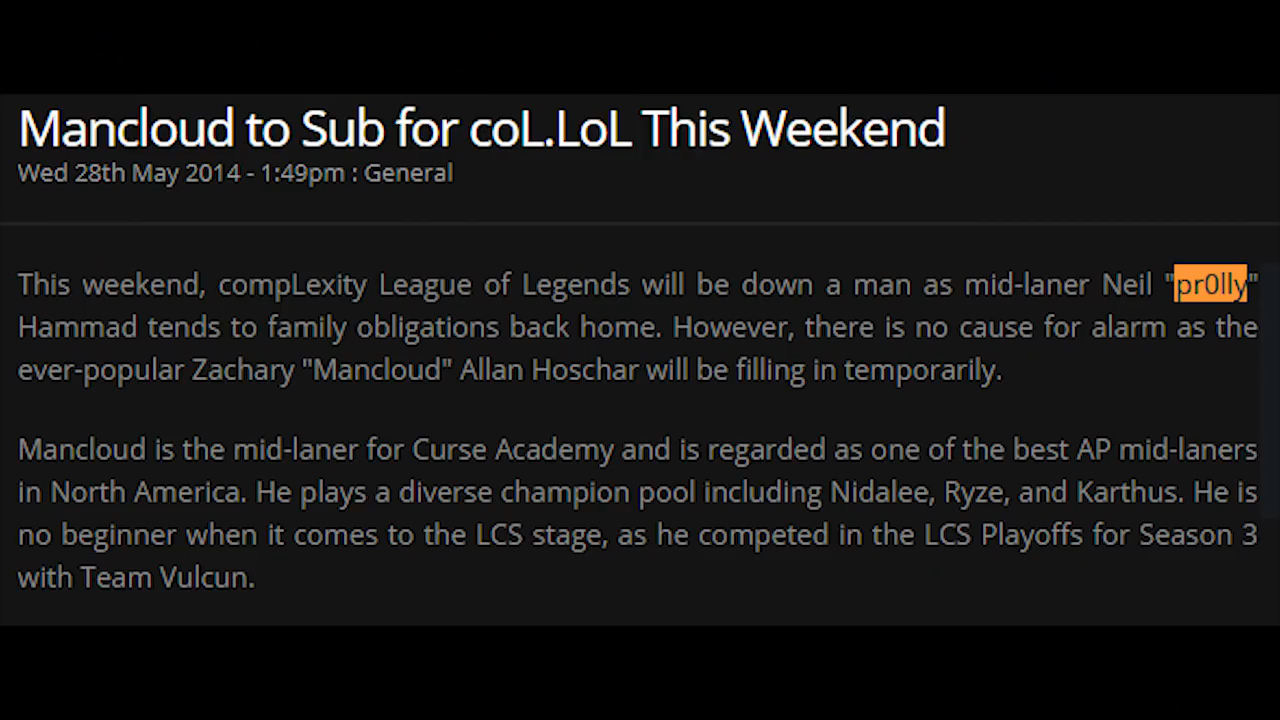 Mancloud to Sub for coL.LoL This Weekend
Wed 28th May 2014 - 1:49pm : General
This weekend, compLexity League of Legends will be down a man as mid-laner Neil "pr0lly"
Hammad tends to family obligations back home. However, there is no cause for alarm as the
ever-popular Zachary "Mancloud" Allan Hoschar will be filling in temporarily.
Mancloud is the mid-laner for Curse Academy and is regarded as one of the best AP mid-laners
in North America. He plays a diverse champion pool including Nidalee, Ryze, and Karthus. He is
no beginner when it comes to the LCS stage, as he competed in the LCS Playoffs for Season 3
with Team Vulcun.